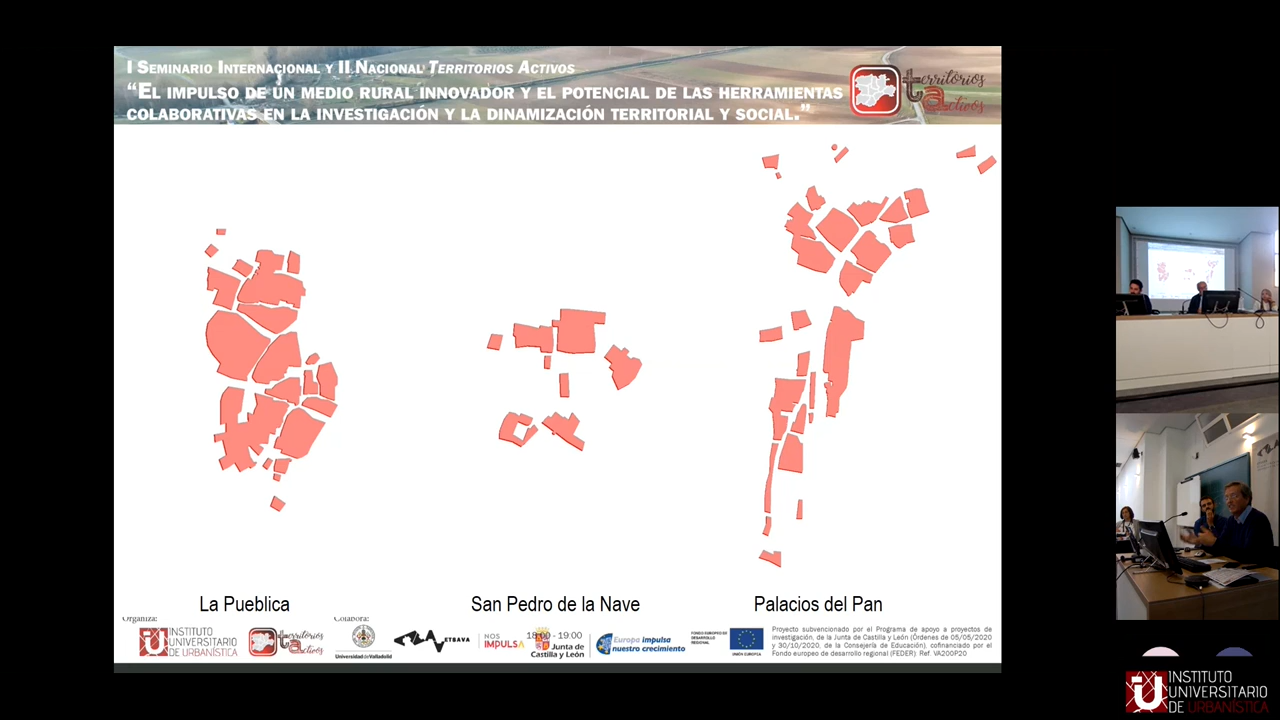 I Seminario Internacional y II Nacional Territorios Activos
“El impulso de un medio rural innovador y el potencial de las herramientas
colaborativas en la investigación y la dinamización territorial y social.”
territorios
activos
La Pueblica
San Pedro de la Nave
Palacios del Pan
Organiza:
Colabora:
INSTITUTO
UNIVERSITARIO
DE URBANÍSTICA
territorios
activos
Universidad de Valladolid
ETSAVA
NOS
IMPULSA
18:00 - 19:00
Junta de
Castilla y León
Europa impulsa
nuestro crecimiento
FONDO EUROPEO DE
DESARROLLO
REGIONAL
UNIÓN EUROPEA
Proyecto subvencionado por el Programa de apoyo a proyectos de
investigación, de la Junta de Castilla y León (Órdenes de 05/05/2020
y 30/10/2020, de la Consejería de Educación), cofinanciado por el
Fondo europeo de desarrollo regional (FEDER) Ref. VA200P20
INSTITUTO
UNIVERSITARIO
DE URBANÍSTICA